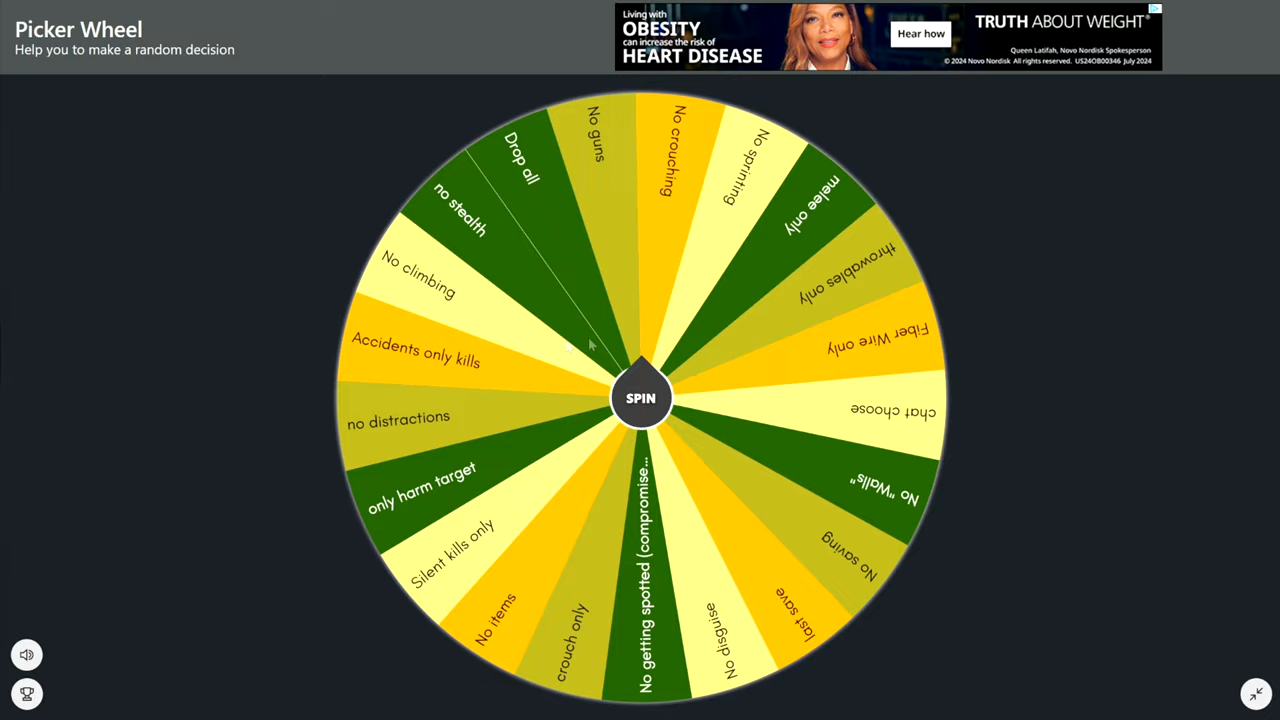 Picker Wheel
Help you to make a random decision
Living with
OBESITY
can increase the risk of
HEART DISEASE
Hear how
TRUTH ABOUT WEIGHT®
Queen Latifah, Novo Nordisk Spokesperson
© 2024 Novo Nordisk All rights reserved. US24OB00346 July 2024
No crouching
No sprinting
melee only
throwables only
Fiber Wire only
chat choose
No "Walls"
No saving
last save
No disguise
No getting spotted (compromise...
crouch only
No items
Silent kills only
only harm target
no distractions
Accidents only kills
No climbing
no stealth
Drop all
No guns
SPIN